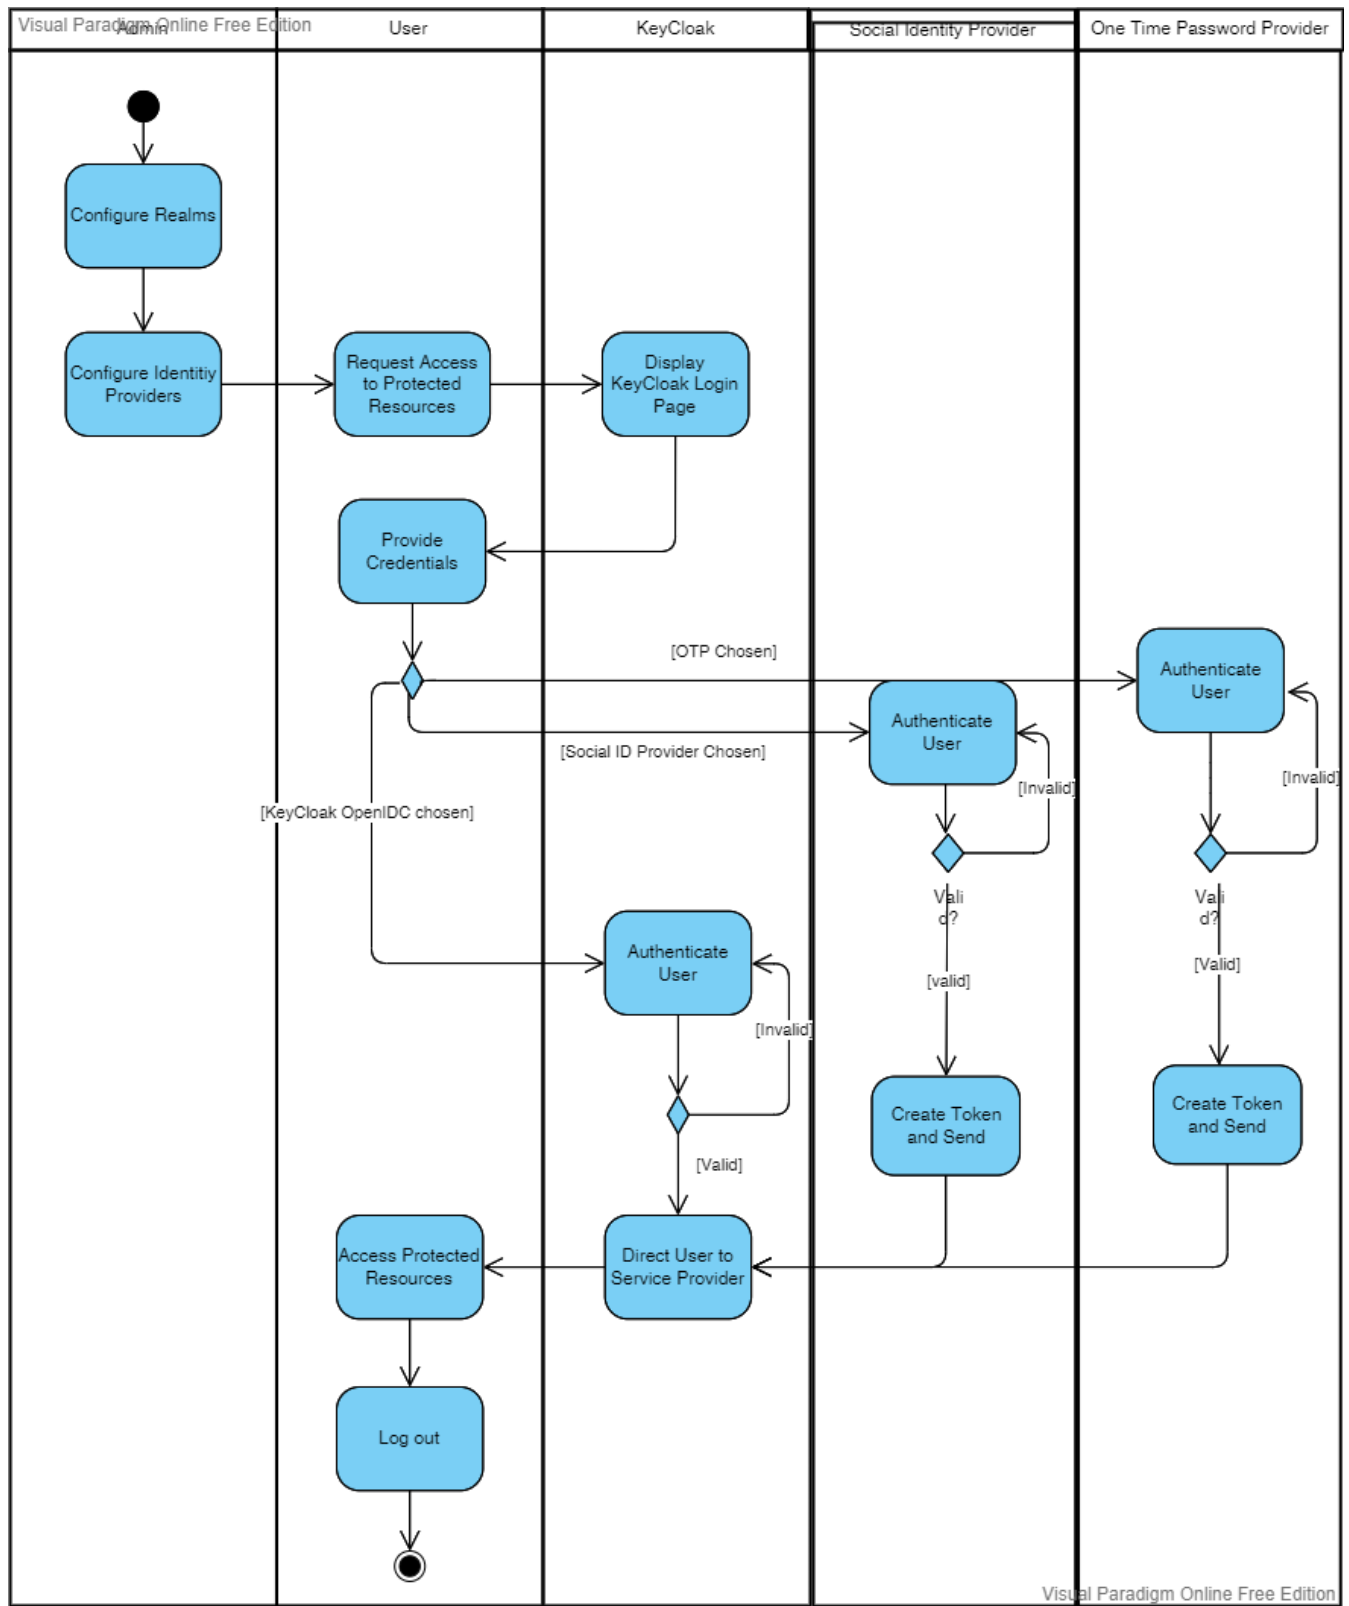 Visual Paradigm Online Free Edition
Admin
User
KeyCloak
Social Identity Provider
One Time Password Provider
Configure Realms
Configure Identitiy
Providers
Request Access
to Protected
Resources
Display
KeyCloak Login
Page
Provide
Credentials
[OTP Chosen]
Authenticate
User
[Social ID Provider Chosen]
Authenticate
User
[Invalid]
[Invalid]
[KeyCloak OpenIDC chosen]
Vali
d?
Vali
d?
Authenticate
User
[valid]
[Valid]
[Invalid]
Create Token
and Send
Create Token
and Send
[Valid]
Access Protected
Resources
Direct User to
Service Provider
Log out
Visual Paradigm Online Free Edition